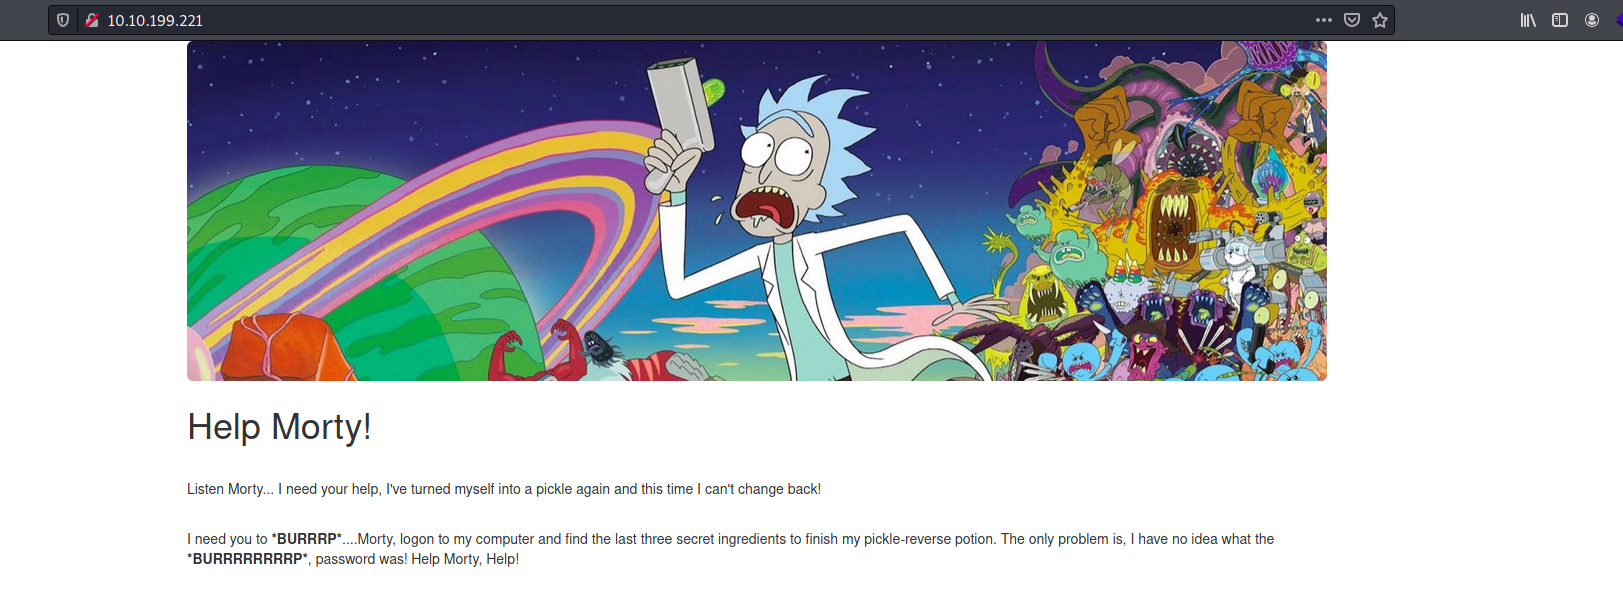 10.10.199.221
Help Morty!
Listen Morty... I need your help, I've turned myself into a pickle again and this time I can't change back!
I need you to *BURRRP*....Morty, logon to my computer and find the last three secret ingredients to finish my pickle-reverse potion. The only problem is, I have no idea what the
*BURRRRRRRRP*, password was! Help Morty, Help!